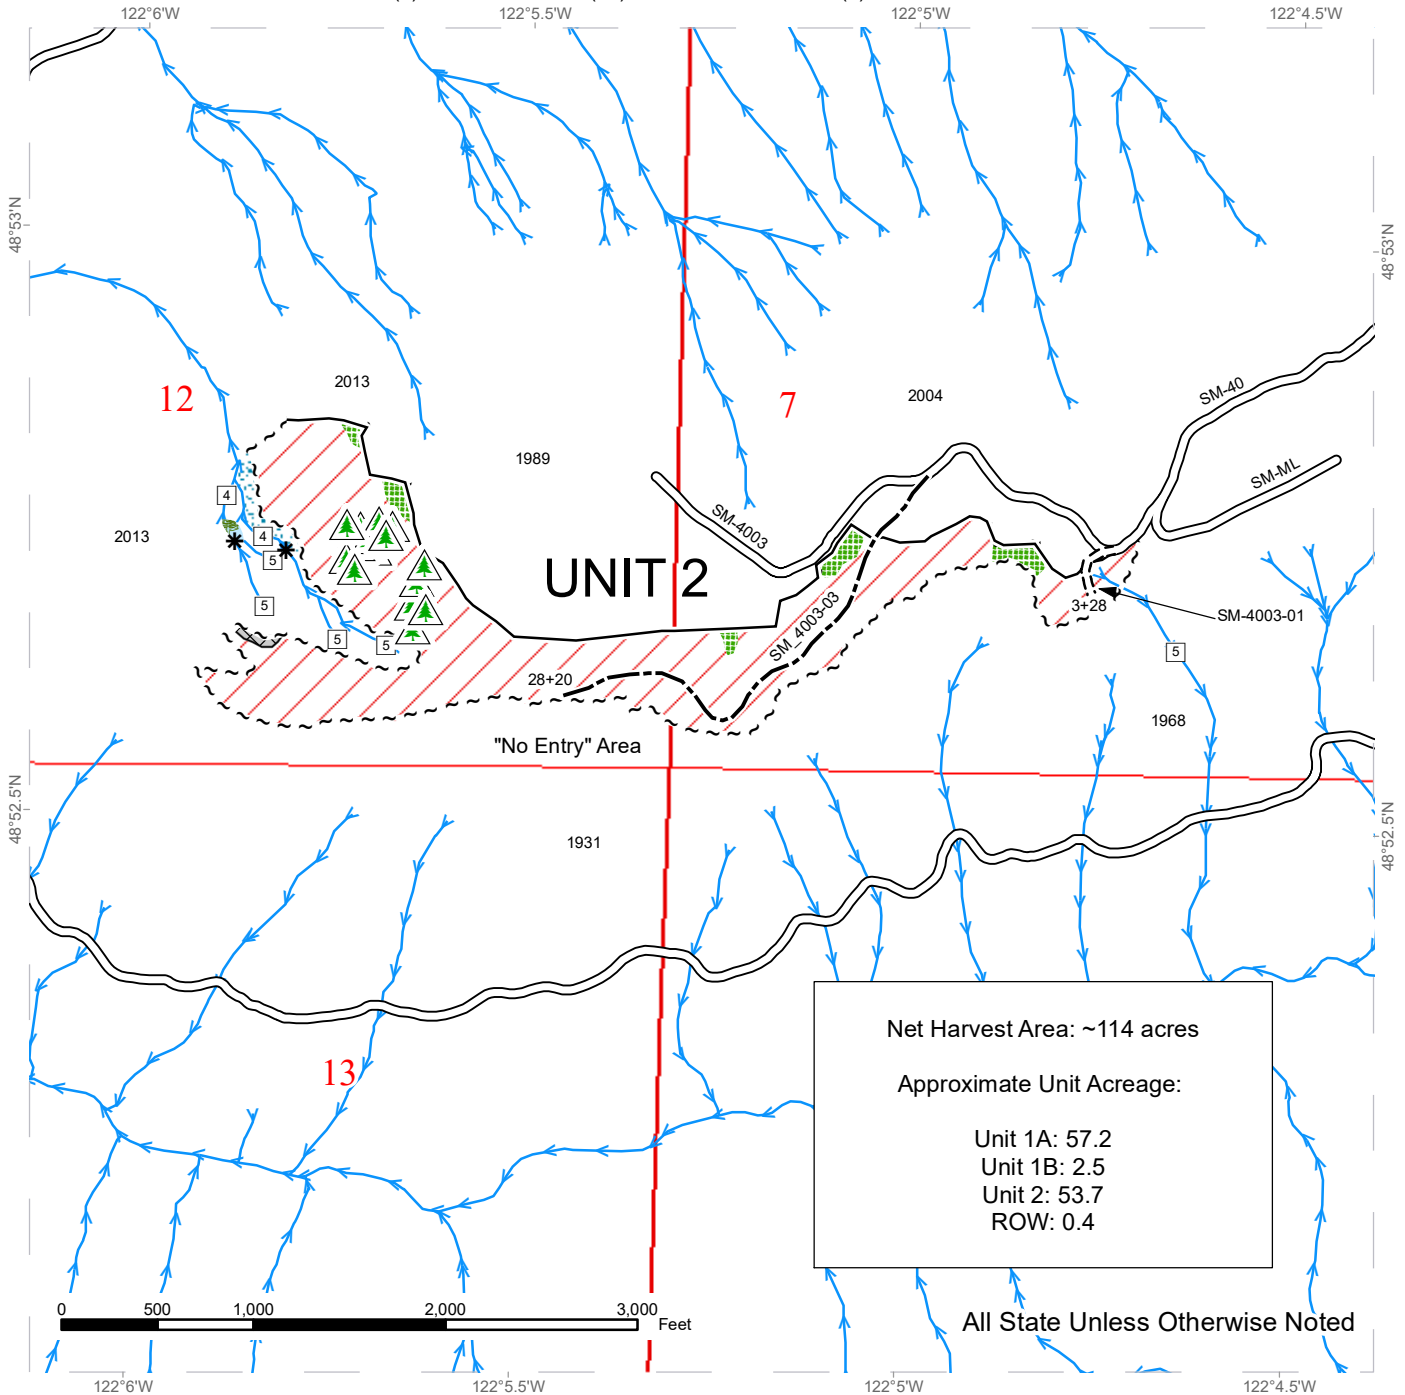 122°6'W
122°5.5'W
122°5'W
122°4.5'W
48°53'N
48°53'N
12
2013
7
2004
SM-40
1989
SM-ML
4
2013
SM-4003
4
5
UNIT 2
5
5
5
SM_4003-03
3+28
SM-4003-01
5
28+20
1968
"No Entry" Area
48°52.5'N
48°52.5'N
1931
13
Net Harvest Area: ~114 acres
Approximate Unit Acreage:
Unit 1A: 57.2
Unit 1B: 2.5
Unit 2: 53.7
ROW: 0.4
0
500
1,000
2,000
3,000
Feet
All State Unless Otherwise Noted
122°6'W
122°5.5'W
122°5'W
122°4.5'W